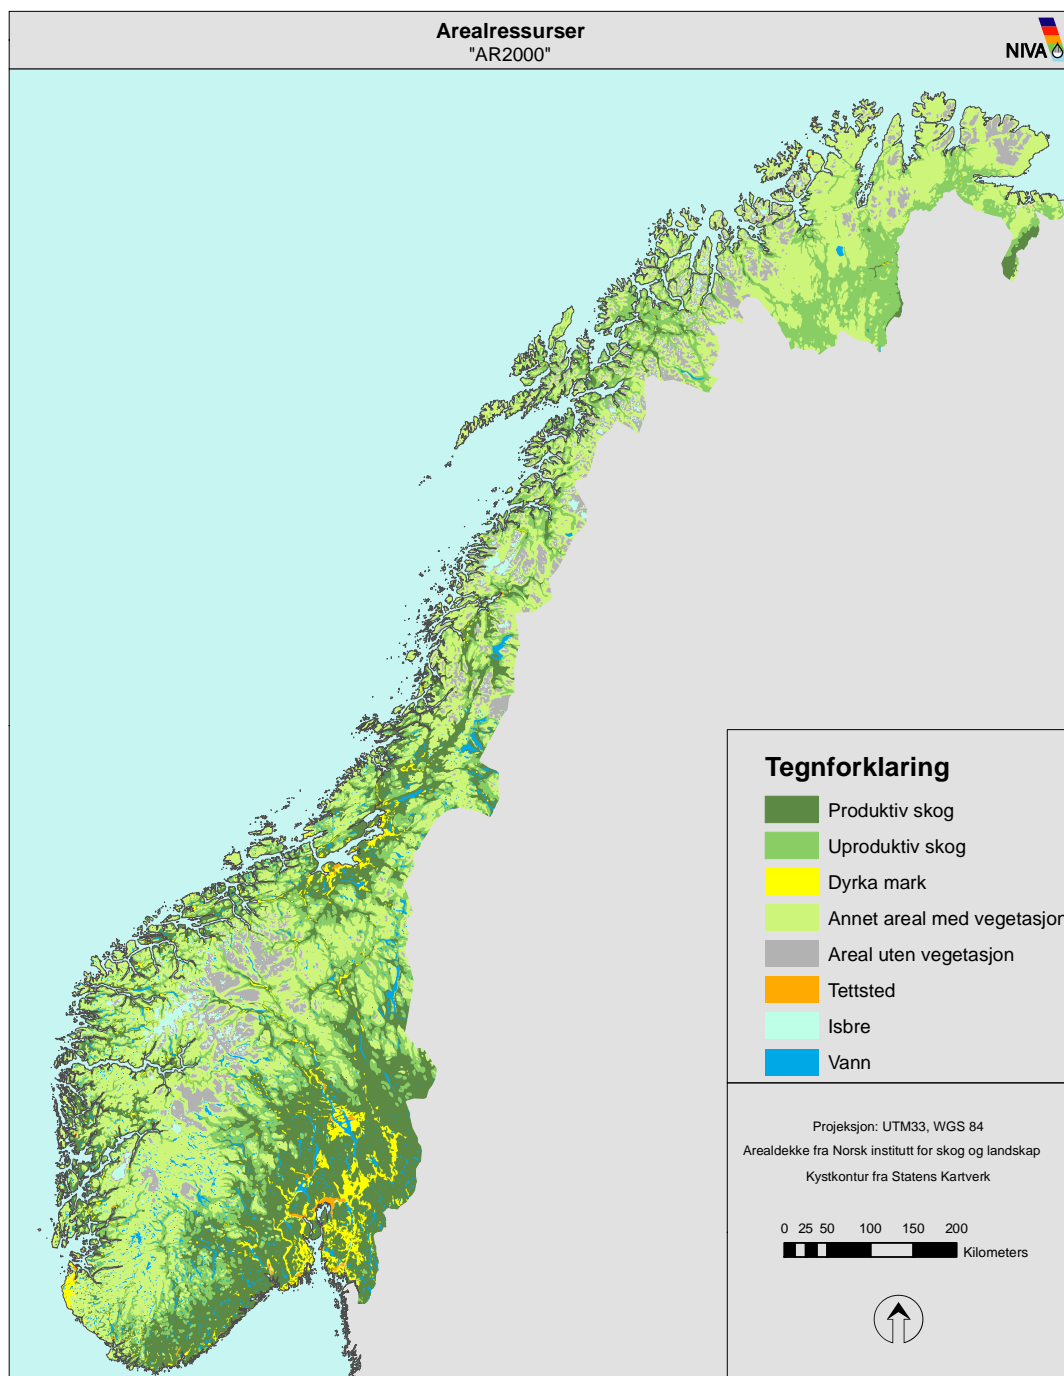 Arealressurser
"AR2000"
NIVA
Tegnforklaring
Produktiv skog
Uproduktiv skog
Dyrka mark
Annet areal med vegetasjon
Areal uten vegetasjon
Tettsted
Isbre
Vann
Projeksjon: UTM33, WGS 84
Arealdekke fra Norsk institutt for skog og landskap
Kystkontur fra Statens Kartverk
0 25 50 100 150 200
Kilometers